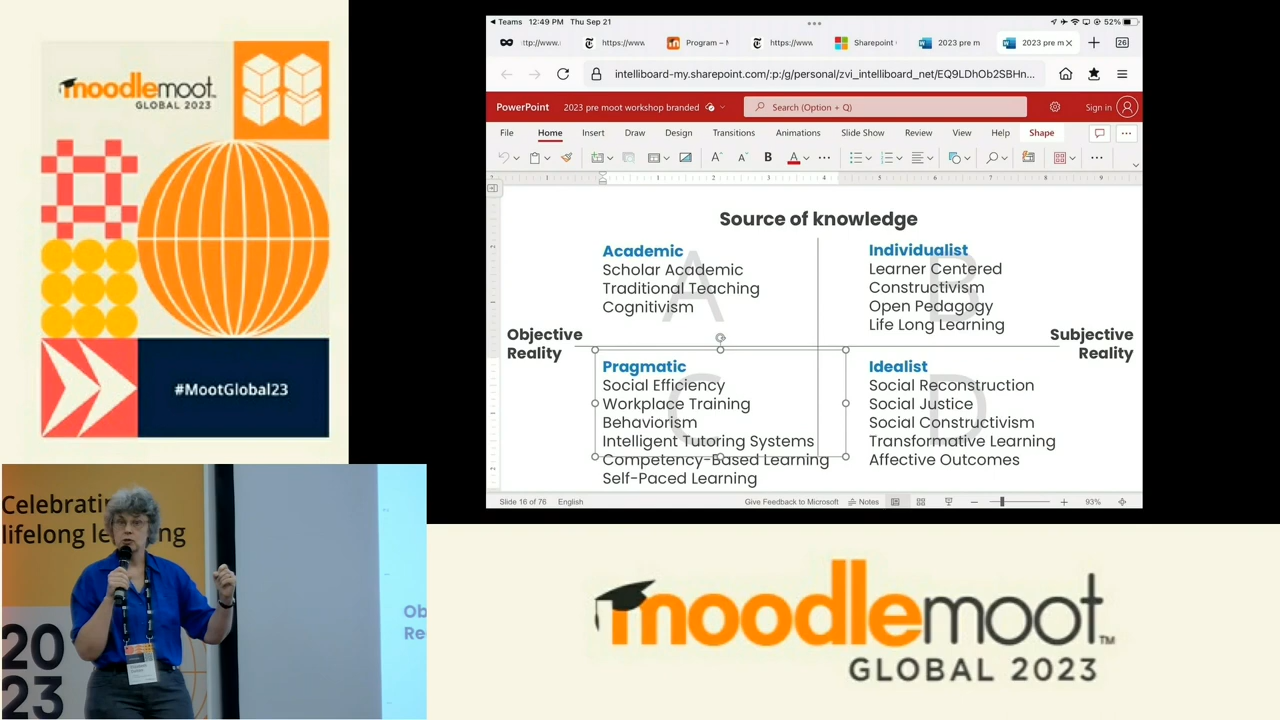 moodlemoot
GLOBAL 2023
#MootGlobal23
Teams 12:49 PM Thu Sep 21
52%
https://www.
Program –
https://www
Sharepoint
2023 pre m
2023 pre m
26
intelliboard-my.sharepoint.com/:p:/g/personal/zvi_intelliboard_net/EQ9LDhOb2SBHn...
PowerPoint
2023 pre moot workshop branded
Search (Option + Q)
Sign in
File Home Insert Draw Design Transitions Animations Slide Show Review View Help Shape
Source of knowledge
A
Academic
Scholar Academic
Traditional Teaching
Cognitivism
B
Individualist
Learner Centered
Constructivism
Open Pedagogy
Life Long Learning
Objective
Reality
Subjective
Reality
C
Pragmatic
Social Efficiency
Workplace Training
Behaviorism
Intelligent Tutoring Systems
Competency-Based Learning
Self-Paced Learning
D
Idealist
Social Reconstruction
Social Justice
Social Constructivism
Transformative Learning
Affective Outcomes
Slide 16 of 76 English Give Feedback to Microsoft Notes 93%
Celebrating
lifelong learning
2023
Ob
Re
moodlemoot™
GLOBAL 2023